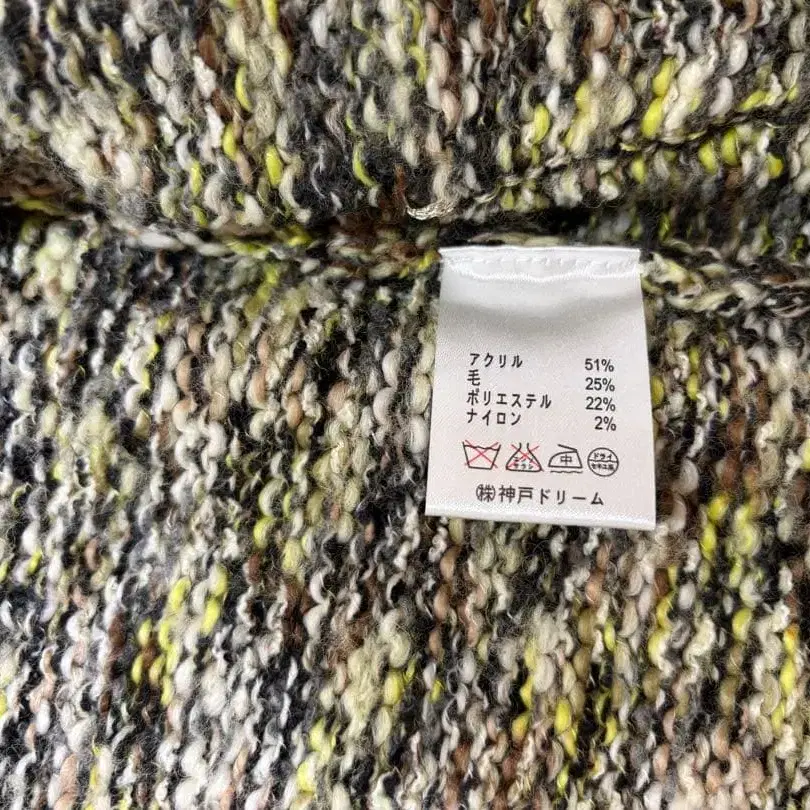 アクリル 51%
毛 25%
ポリエステル 22%
ナイロン 2%
中 ドライ
㈱神戸ドリーム